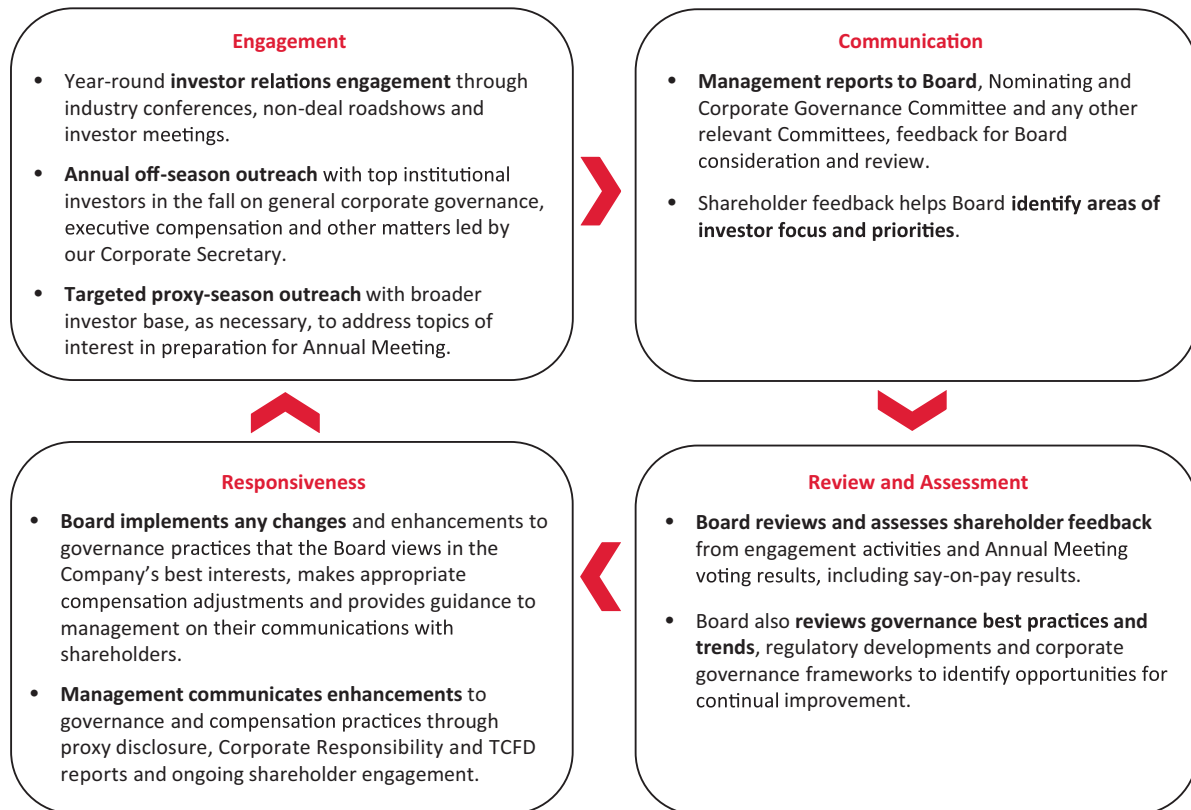 Engagement
• Year-round investor relations engagement through
industry conferences, non-deal roadshows and
investor meetings.
• Annual off-season outreach with top institutional
investors in the fall on general corporate governance,
executive compensation and other matters led by
our Corporate Secretary.
• Targeted proxy-season outreach with broader
investor base, as necessary, to address topics of
interest in preparation for Annual Meeting.
Communication
• Management reports to Board, Nominating and
Corporate Governance Committee and any other
relevant Committees, feedback for Board
consideration and review.
• Shareholder feedback helps Board identify areas of
investor focus and priorities.
Review and Assessment
• Board reviews and assesses shareholder feedback
from engagement activities and Annual Meeting
voting results, including say-on-pay results.
• Board also reviews governance best practices and
trends, regulatory developments and corporate
governance frameworks to identify opportunities for
continual improvement.
Responsiveness
• Board implements any changes and enhancements to
governance practices that the Board views in the
Company's best interests, makes appropriate
compensation adjustments and provides guidance to
management on their communications with
shareholders.
• Management communicates enhancements to
governance and compensation practices through
proxy disclosure, Corporate Responsibility and TCFD
reports and ongoing shareholder engagement.